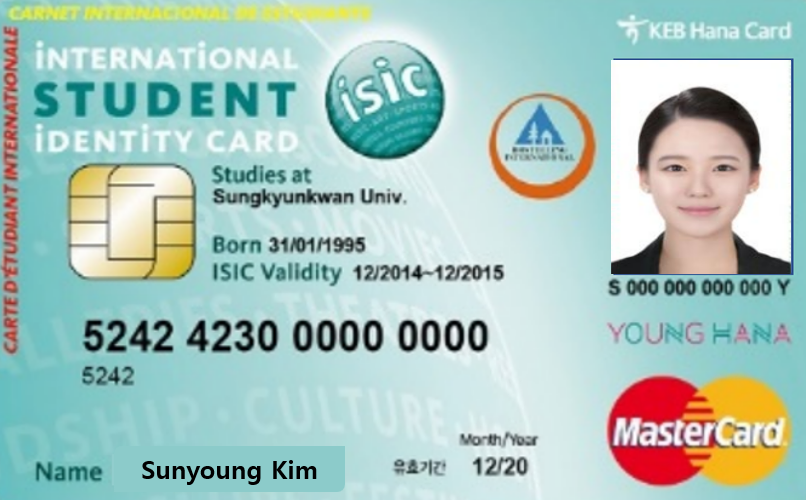 CARNET INTERNACIONAL DE ESTUDIANTE
CARTE D'ÉTUDIANT INTERNATIONALE
INTERNATIONAL
STUDENT
IDENTITY CARD
isic
KEB Hana Card
HOSTELLING
INTERNATIONAL
Studies at
Sungkyunkwan Univ.
Born 31/01/1995
ISIC Validity 12/2014~12/2015
S 000 000 000 000 Y
5242 4230 0000 0000
5242
YOUNG HANA
MasterCard
Month/Year
Name Sunyoung Kim
유효기간 12/20